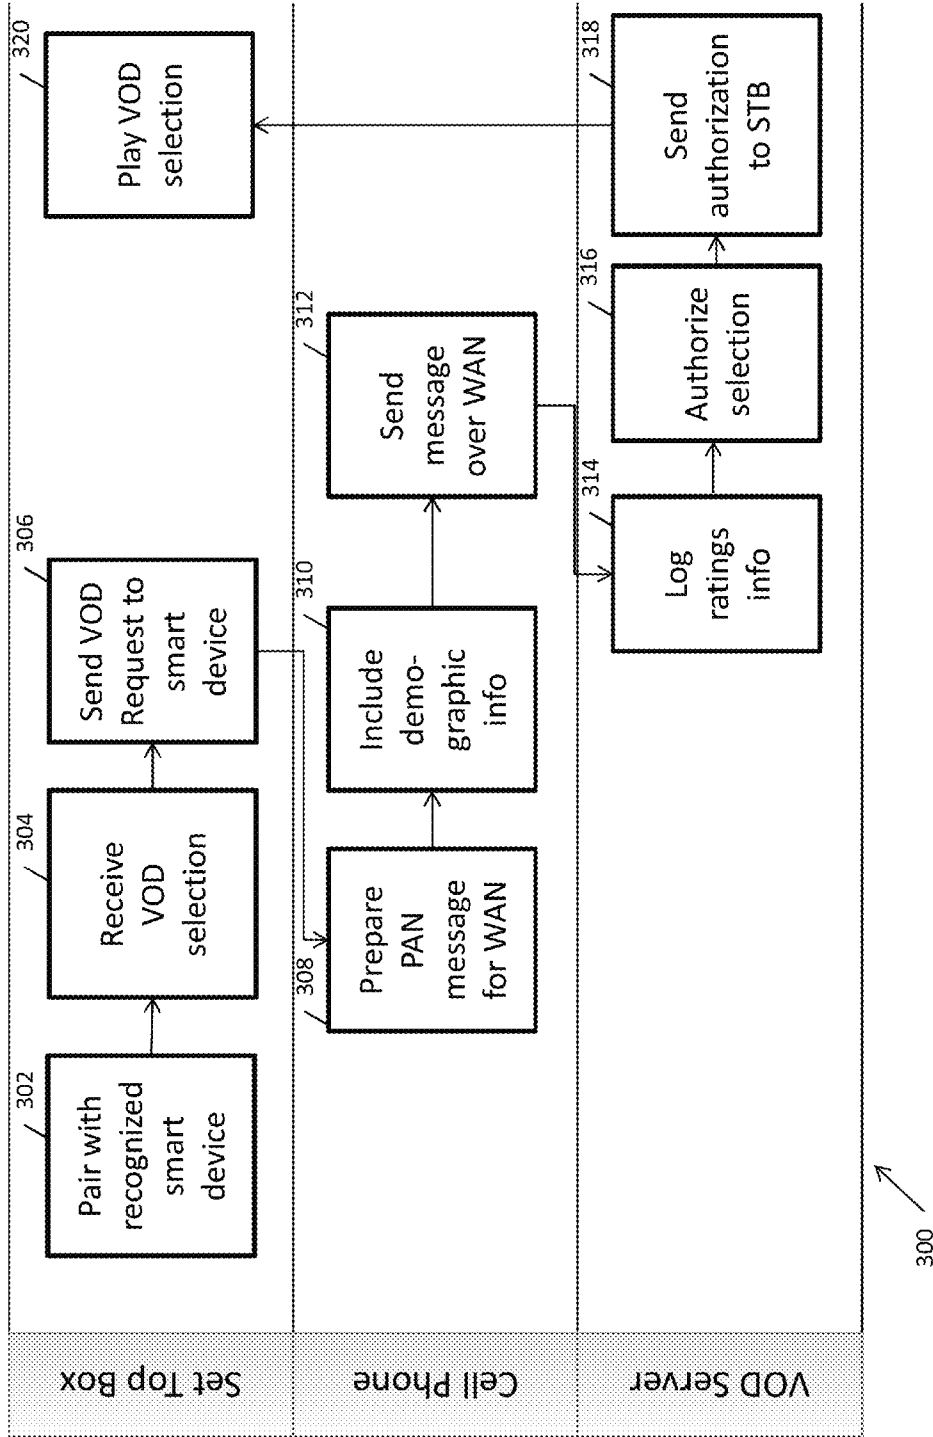 Set Top Box
302
Pair with
recognized
smart
device
304
Receive
VOD
selection
306
Send VOD
Request to
smart
device
320
Play VOD
selection
Cell Phone
308
Prepare
PAN
message
for WAN
310
Include
demo-
graphic
info
312
Send
message
over WAN
VOD Server
314
Log
ratings
info
316
Authorize
selection
318
Send
authorization
to STB
300